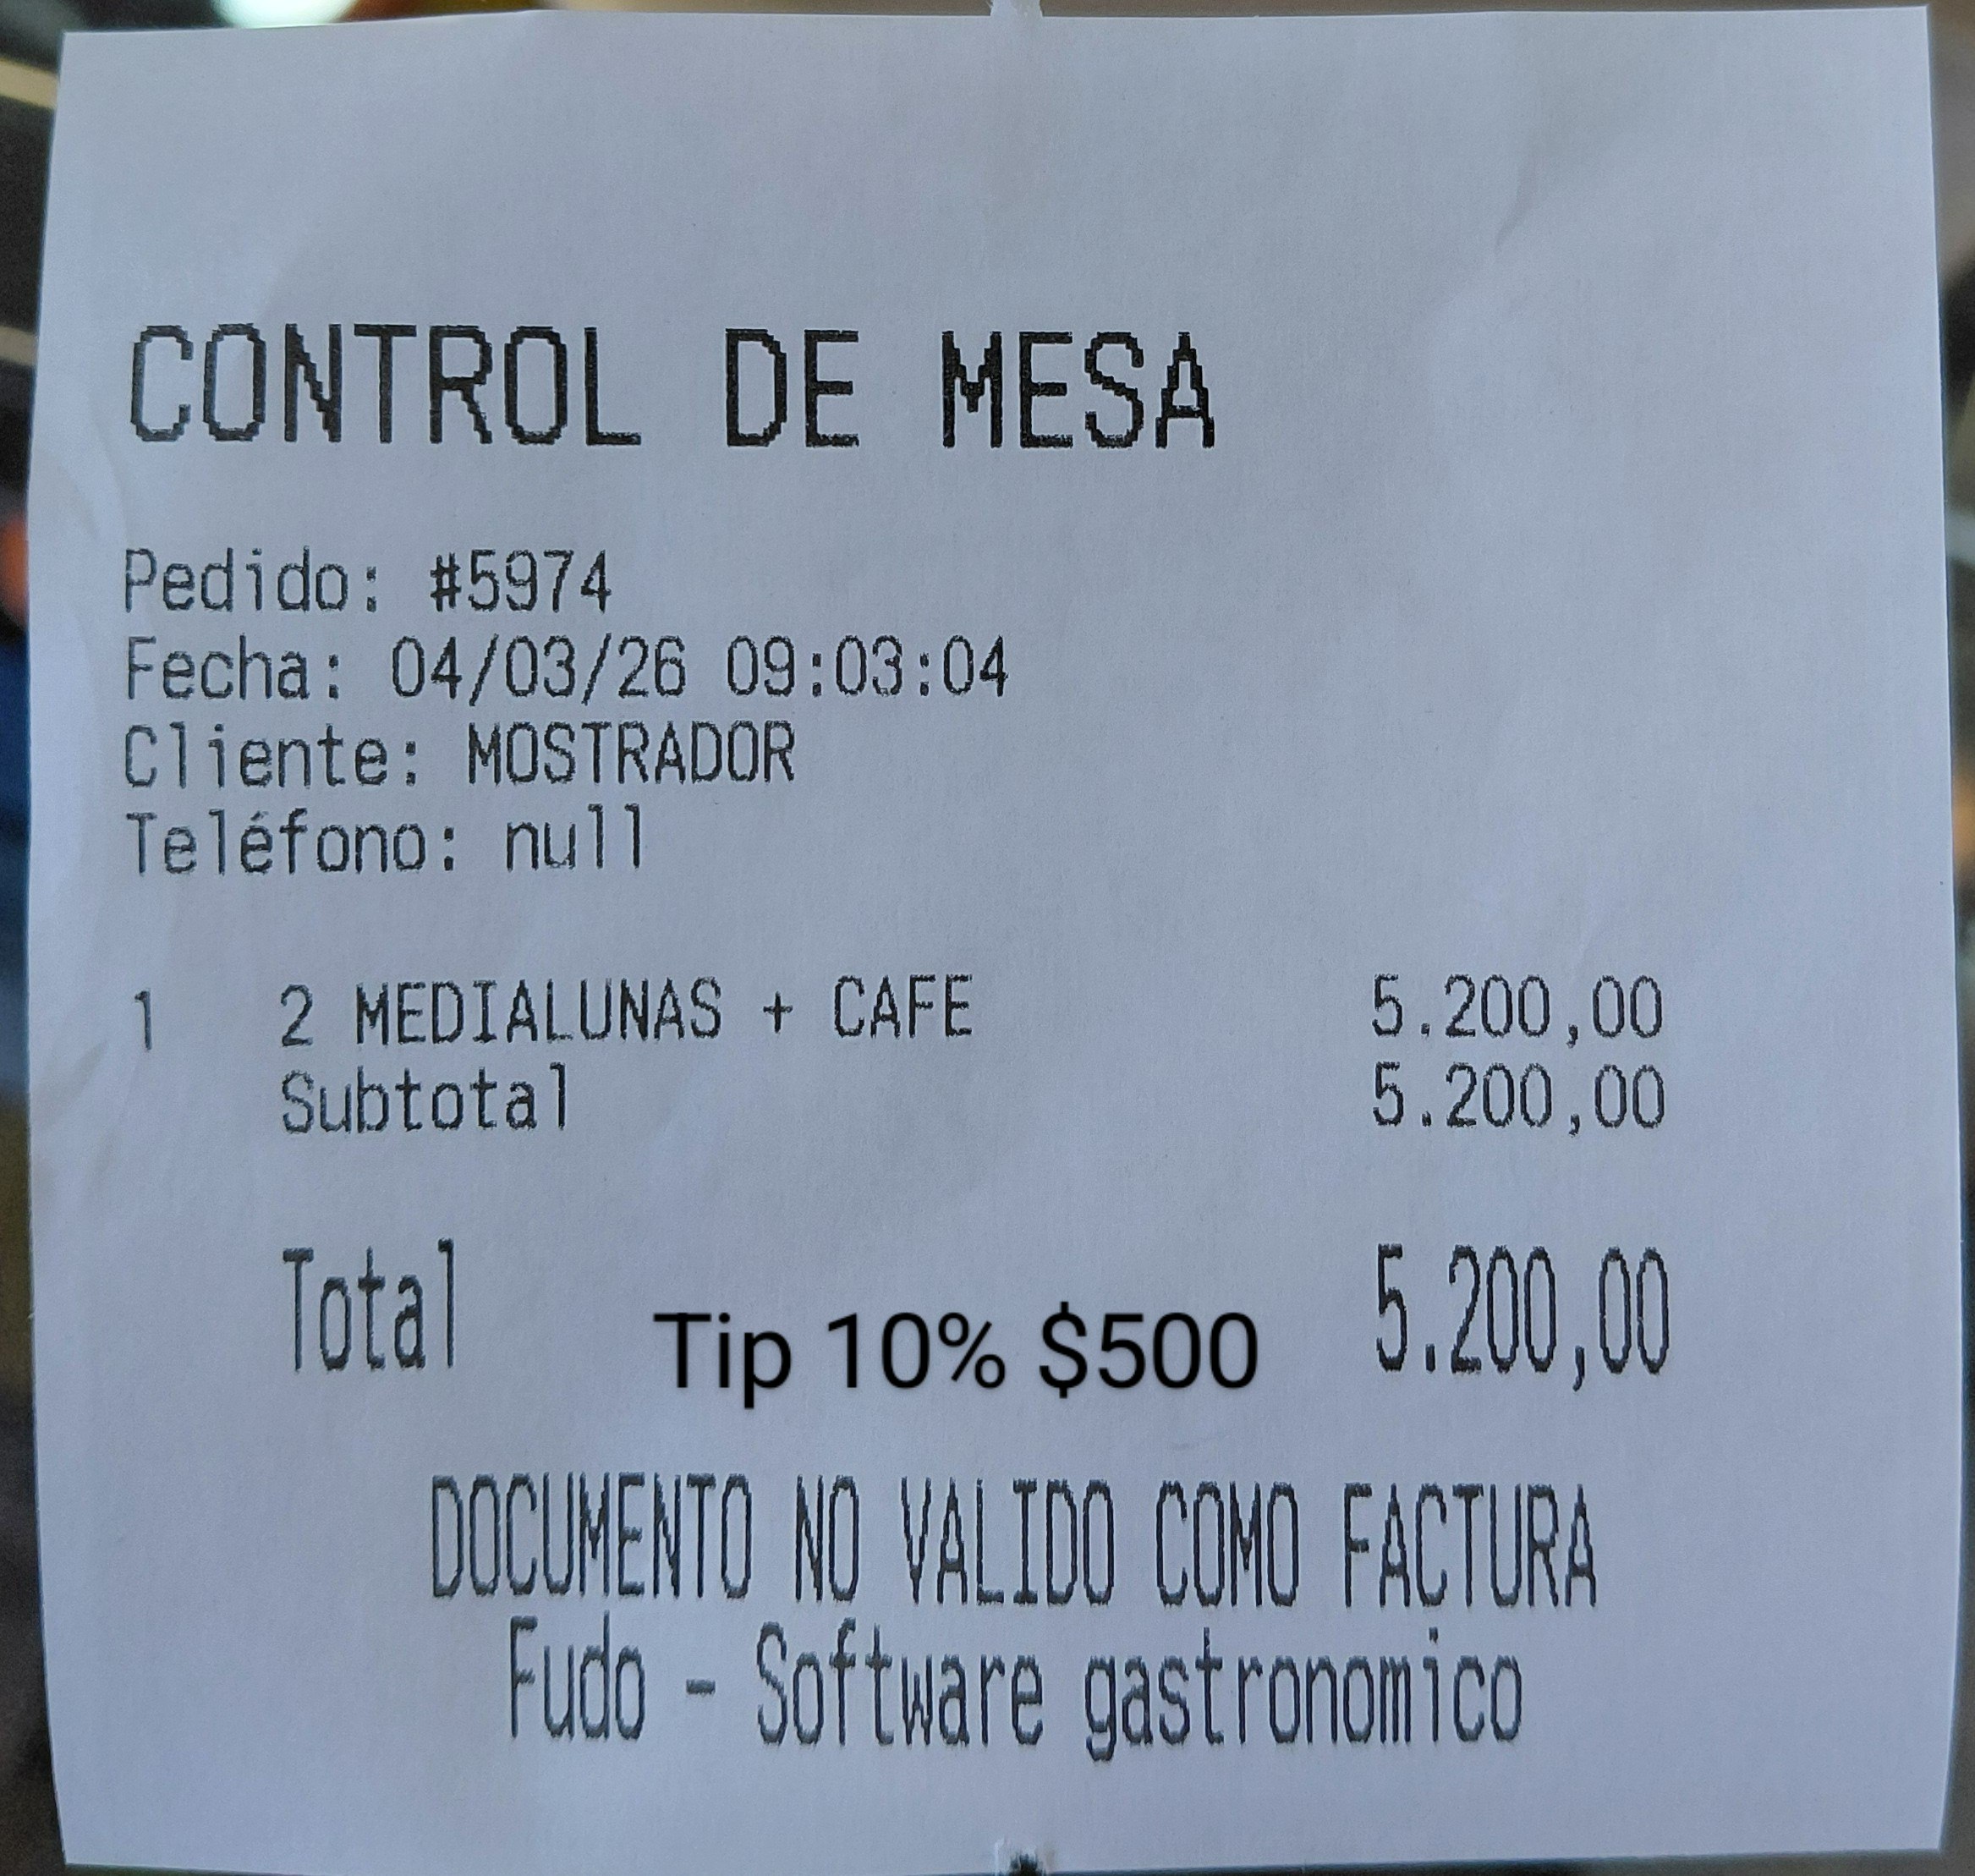 CONTROL DE MESA
Pedido: #5974
Fecha: 04/03/26 09:03:04
Cliente: MOSTRADOR
Teléfono: null
1 2 MEDIALUNAS + CAFE 5.200,00
Subtotal 5.200,00
Total 5.200,00
Tip 10% $500
DOCUMENTO NO VALIDO COMO FACTURA
Fudo - Software gastronomico